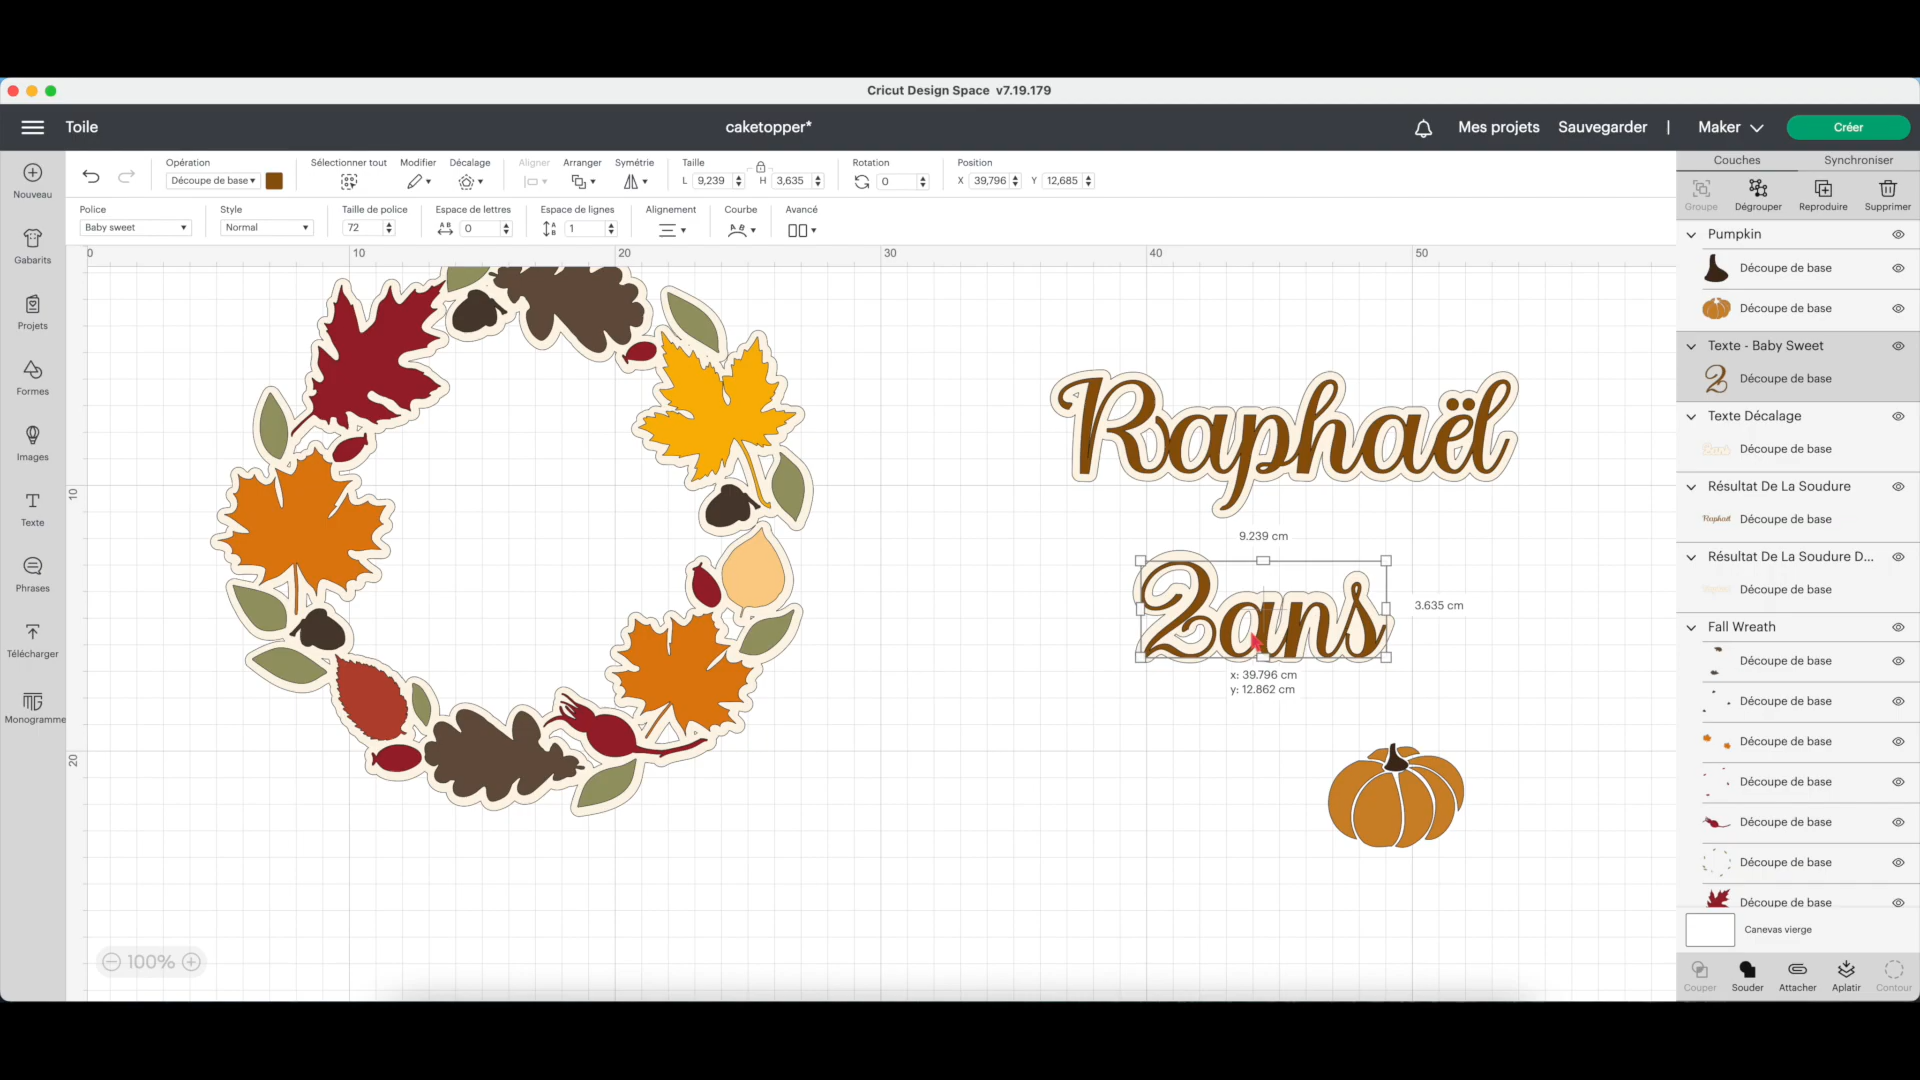 Cricut Design Space v7.19.179
Toile
caketopper*
Mes projets
Sauvegarder
|
Maker
Créer
Nouveau
Gabarits
Projets
Formes
Images
Texte
Phrases
Télécharger
Monogramme
Opération
Découpe de base
Sélectionner tout
Modifier
Décalage
Aligner
Arranger
Symétrie
Taille
L 9,239
H 3,635
Rotation
0
Position
X 39,796
Y 12,685
Police
Baby sweet
Style
Normal
Taille de police
72
Espace de lettres
0
Espace de lignes
1
Alignement
Courbe
Avancé
0 10 20 30 40 50
10
20
Raphaël
9.239 cm
2ans
3.635 cm
x: 39.796 cm
y: 12.862 cm
100%
Couches
Synchroniser
Groupe
Dégrouper
Reproduire
Supprimer
Pumpkin
Découpe de base
Découpe de base
Texte - Baby Sweet
2 Découpe de base
Texte Décalage
2ans Découpe de base
Résultat De La Soudure
Raphaël Découpe de base
Résultat De La Soudure D...
Découpe de base
Fall Wreath
Découpe de base
Découpe de base
Découpe de base
Découpe de base
Découpe de base
Découpe de base
Découpe de base
Canevas vierge
Couper
Souder
Attacher
Aplatir
Contour